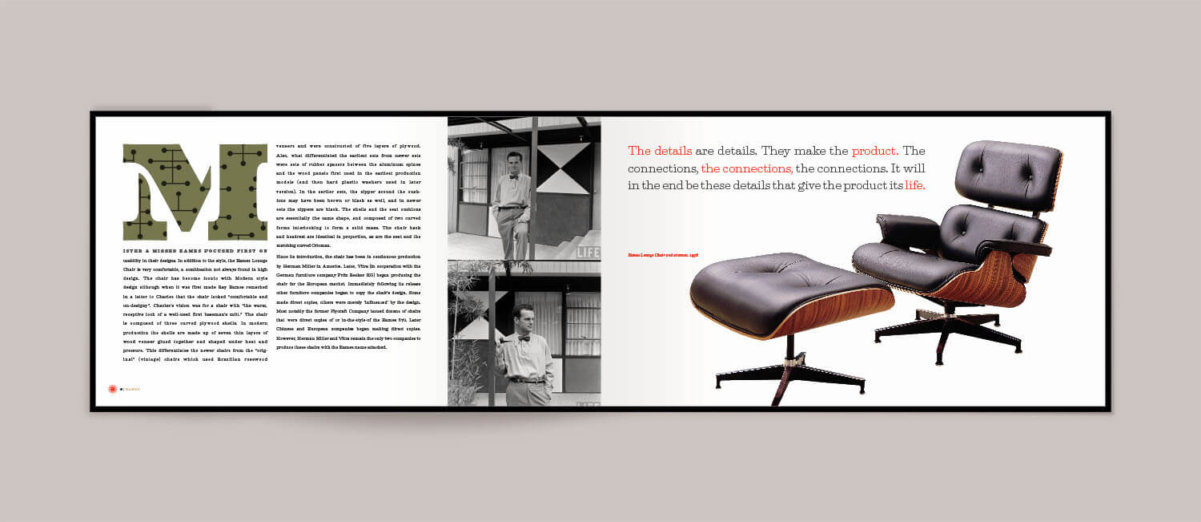 M
ISTER & MISSES EAMES FOCUSED FIRST ON
usability in chair designs. In addition to the style, the Eames Lounge
Chair is very comfortable, a combination not always found in high
design. The chair has become iconic with Modern style
design although when it was first made Ray Eames remarked
in a letter to Charles that the chair looked "comfortable and
un-designy". Charles's vision was for a chair with "the warm,
receptive look of a well-used first baseman's mitt." The chair
is composed of three curved plywood shells. In modern
production the shells are made up of seven thin layers of
wood veneer glued together and shaped under heat and
pressure. This differentiates the newer chairs from the "orig-
inal" (vintage) chairs which used Brazilian rosewood
veneers and were constructed of five layers of plywood.
Also, what differentiated the earliest sets from newer sets
were sets of rubber spacers between the aluminum spines
and the wood panels first used in the earliest production
models (and then hard plastic washers used in later
versions). In the earlier sets, the zipper around the cush-
ions may have been brown or black as well, and in newer
sets the zippers are black. The shells and the seat cushions
are essentially the same shape, and composed of two curved
forms interlocking to form a solid mass. The chair back
and headrest are identical in proportion, as are the seat and the
matching curved Ottoman.
Since its introduction, the chair has been in continuous production
by Herman Miller in America. Later, Vitra (in cooperation with the
German furniture company Fritz Becker KG) began producing the
chair for the European market. Immediately following its release
other furniture companies began to copy the chair's design. Some
made direct copies, others were merely 'influenced' by the design.
Most notably the former Plycraft Company issued dozens of chairs
that were direct copies of or in-the-style-of the Eames 670. Later
Chinese and European companies began making direct copies.
However, Herman Miller and Vitra remain the only two companies to
produce these chairs with the Eames name attached.
LIFE
LIFE
The details are details. They make the product. The
connections, the connections, the connections. It will
in the end be these details that give the product its life.
Eames Lounge Chair and ottoman, 1956